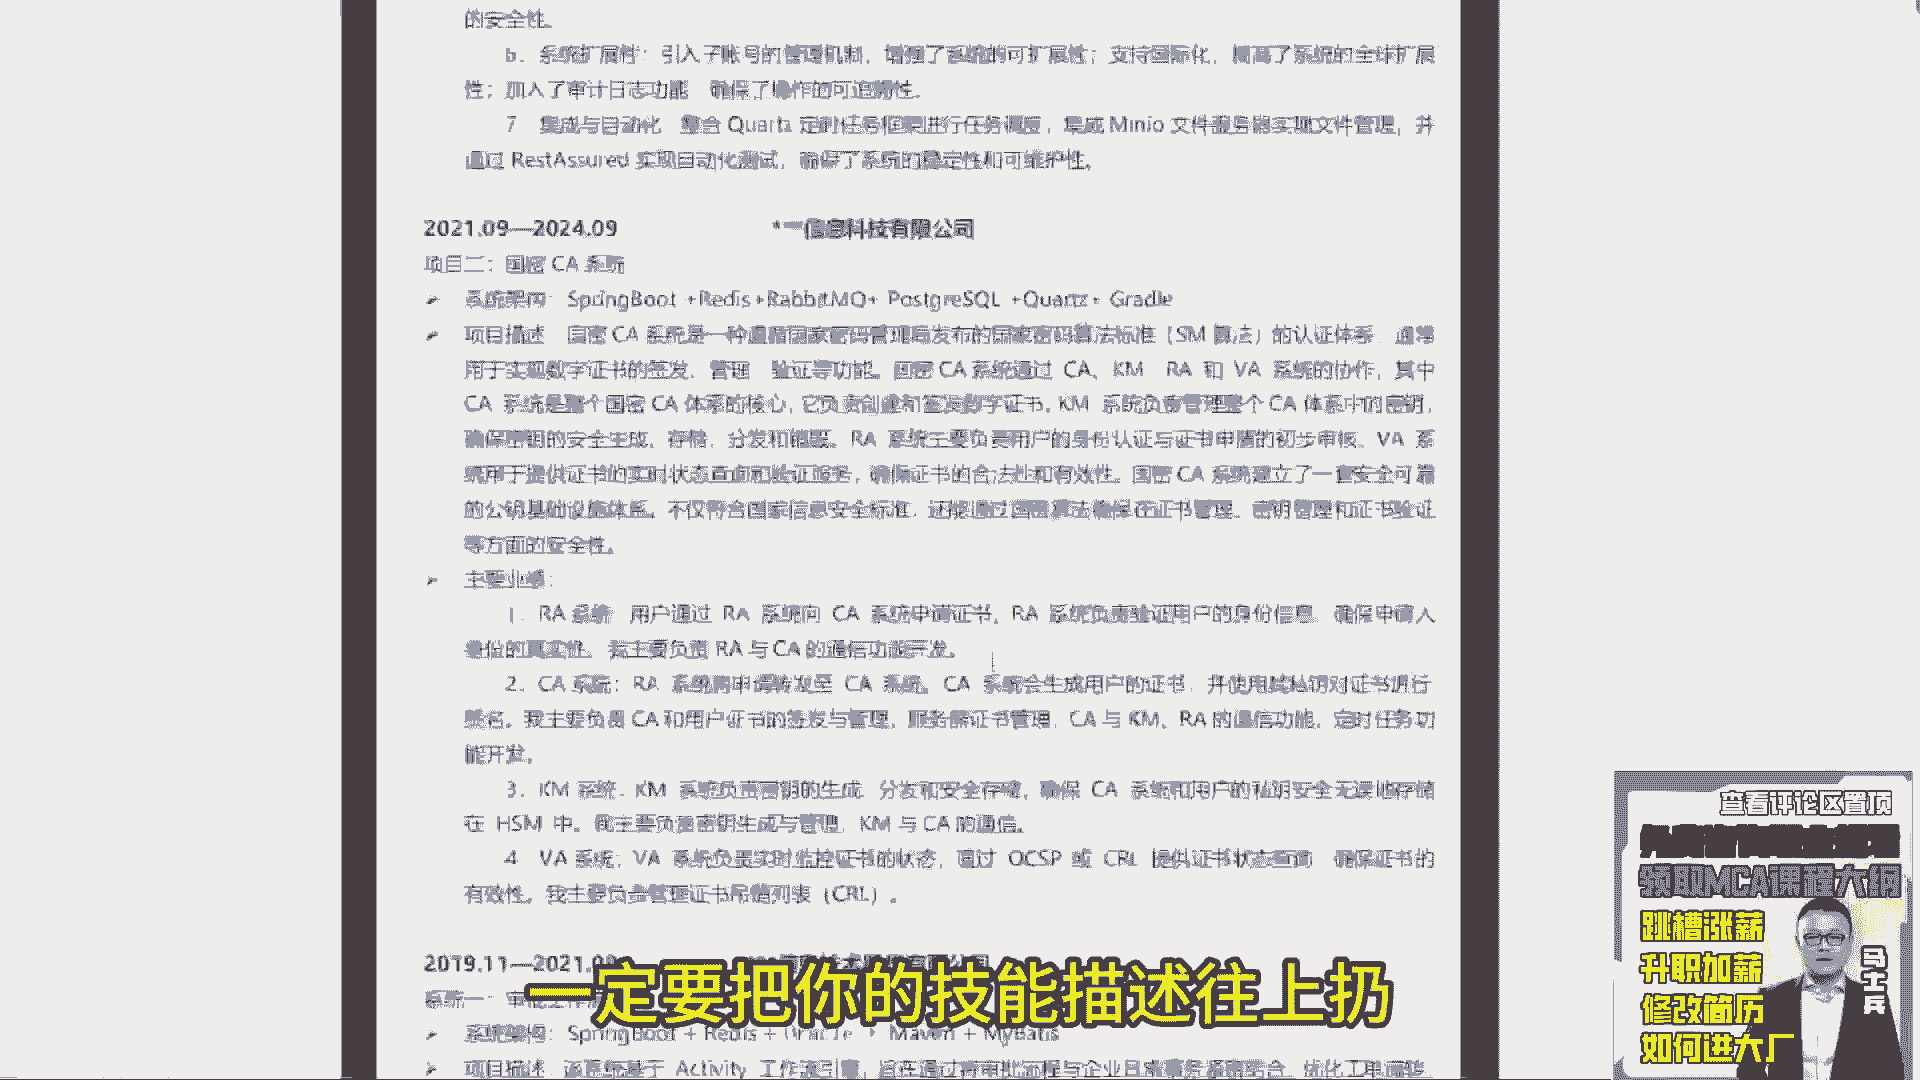 的安全性。
b. 系统扩展性：引入子账号的管理机制，增强了系统的可扩展性；支持国际化，提高了系统的全球扩展
性；加入了审计日志功能 确保了操作的可追溯性。
7 集成与自动化 整合 Quartz 定时任务框架进行任务调度，集成 Minio 文件服务器实现文件管理，并
通过 RestAssured 实现自动化测试，确保了系统的稳定性和可维护性。
2021.09—2024.09 信息科技有限公司
项目二：国密 CA 系统
系统架构 SpringBoot +Redis+RabbitMQ+ PostgreSQL +Quartz+ Gradle
项目描述 国密 CA 系统是一种遵循国家密码管理局发布的国家密码算法标准（SM 算法）的认证体系 通常
用于实现数字证书的签发、管理 验证等功能。国密 CA 系统通过 CA、KM RA 和 VA 系统的协作，其中
CA 系统是整个国密 CA 体系的核心，它负责创建和签发数字证书。KM 系统负责管理整个 CA 体系中的密钥，
确保密钥的安全生成、存储、分发和销毁。RA 系统主要负责用户的身份认证与证书申请的初步审核。VA 系
统用于提供证书的实时状态查询和验证服务，确保证书的合法性和有效性。国密 CA 系统建立了一套安全可靠
的公钥基础设施体系。不仅符合国家信息安全标准，还能通过国密算法确保在证书管理、密钥管理和证书验证
等方面的安全性。
主要业绩：
1. RA 系统 用户通过 RA 系统向 CA 系统申请证书，RA 系统负责验证用户的身份信息 确保申请人
身份的真实性。我主要负责 RA 与 CA 的通信功能开发。
2. CA 系统：RA 系统将申请转发至 CA 系统。CA 系统会生成用户的证书，并使用其私钥对证书进行
签名。我主要负责 CA 和用户证书的签发与管理，服务器证书管理，CA 与 KM、RA 的通信功能，定时任务功
能开发。
3. KM 系统 KM 系统负责密钥的生成 分发和安全存储，确保 CA 系统和用户的私钥安全无误地存储
在 HSM 中。我主要负责密钥生成与管理，KM 与 CA 的通信。
4 VA 系统：VA 系统负责实时监控证书的状态，通过 OCSP 或 CRL 提供证书状态查询 确保证书的
有效性。我主要负责管理证书吊销列表（CRL）。
2019.11—2021.09
系统架构：SpringBoot + Redis + Oracle + Maven + MyBatis
项目描述 该系统基于 Activity 工作流引擎，旨在通过将审批流程与企业日常事务
一定要把你的技能描述往上扔
查看评论区置顶
领取MCA课程大纲
跳槽涨薪
升职加薪
修改简历
如何进大厂
马士兵